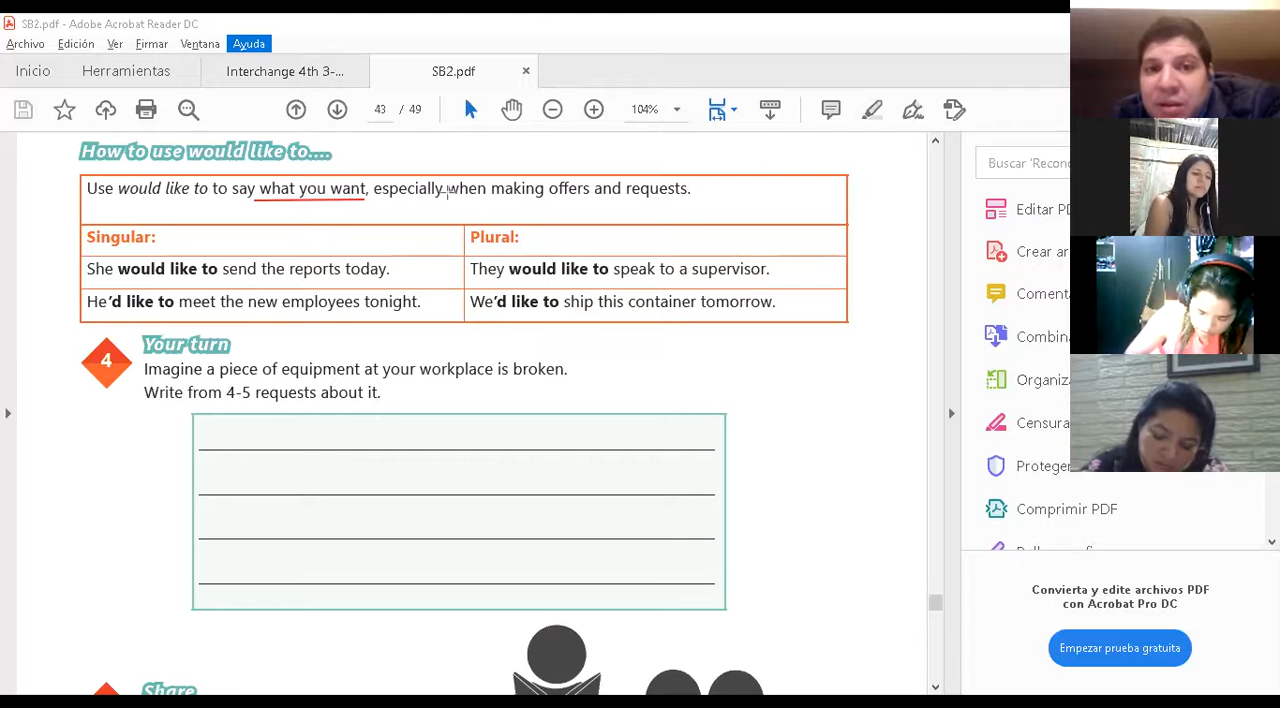 SB2.pdf - Adobe Acrobat Reader DC
Archivo Edición Ver Firmar Ventana Ayuda
Inicio Herramientas Interchange 4th 3-... SB2.pdf ×
43 / 49 104%
How to use would like to....
Use would like to to say what you want, especially when making offers and requests.
Singular: Plural:
She would like to send the reports today. They would like to speak to a supervisor.
He'd like to meet the new employees tonight. We'd like to ship this container tomorrow.
4 Your turn
Imagine a piece of equipment at your workplace is broken.
Write from 4-5 requests about it.
Share
Buscar 'Recon
Editar PD
Crear ar
Coment
Combina
Organiz
Censura
Proteger
Comprimir PDF
Convierta y edite archivos PDF
con Acrobat Pro DC
Empezar prueba gratuita